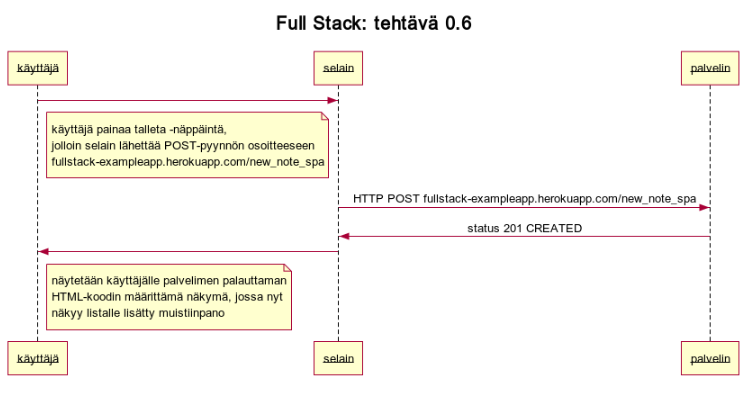 Full Stack: tehtävä 0.6
käyttäjä selain palvelin
käyttäjä painaa talleta -näppäintä,
jolloin selain lähettää POST-pyynnön osoitteeseen
fullstack-exampleapp.herokuapp.com/new_note_spa
HTTP POST fullstack-exampleapp.herokuapp.com/new_note_spa
status 201 CREATED
näytetään käyttäjälle palvelimen palauttaman
HTML-koodin määrittämä näkymä, jossa nyt
näkyy listalle lisätty muistiinpano
käyttäjä selain palvelin